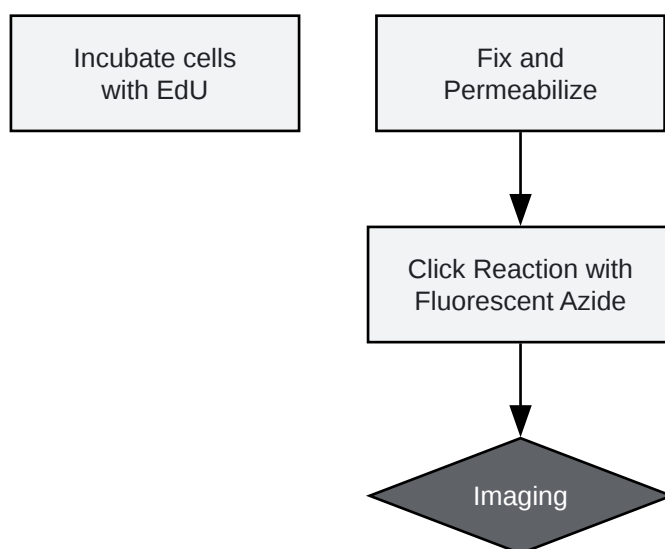 Incubate cells
with EdU
Fix and
Permeabilize
Click Reaction with
Fluorescent Azide
Imaging